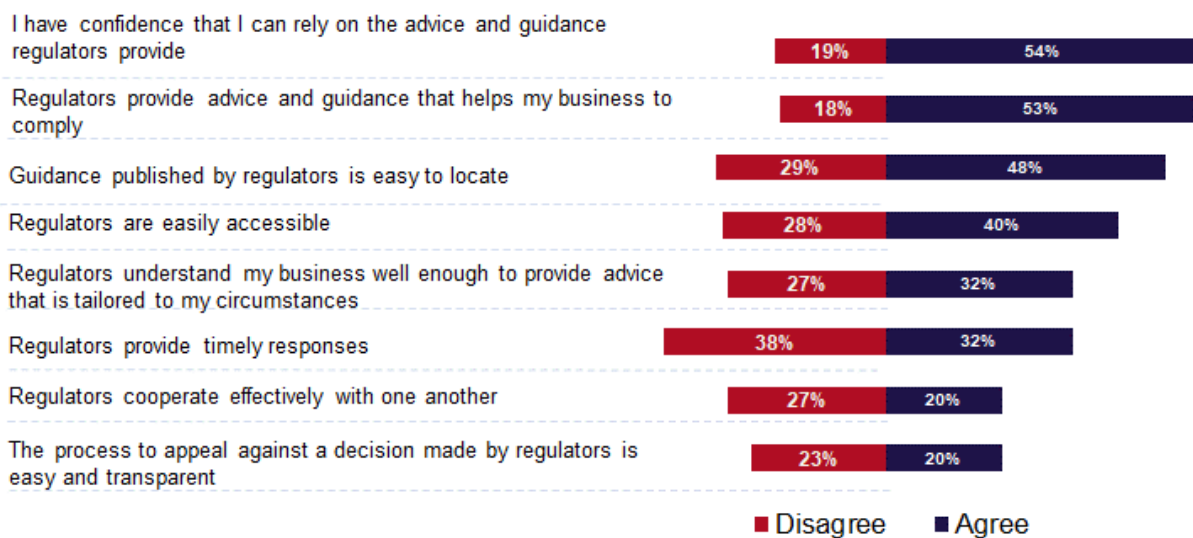 I have confidence that I can rely on the advice and guidance
regulators provide
19%
54%
Regulators provide advice and guidance that helps my business to
comply
18%
53%
Guidance published by regulators is easy to locate
29%
48%
Regulators are easily accessible
28%
40%
Regulators understand my business well enough to provide advice
that is tailored to my circumstances
27%
32%
Regulators provide timely responses
38%
32%
Regulators cooperate effectively with one another
27%
20%
The process to appeal against a decision made by regulators is
easy and transparent
23%
20%
Disagree
Agree